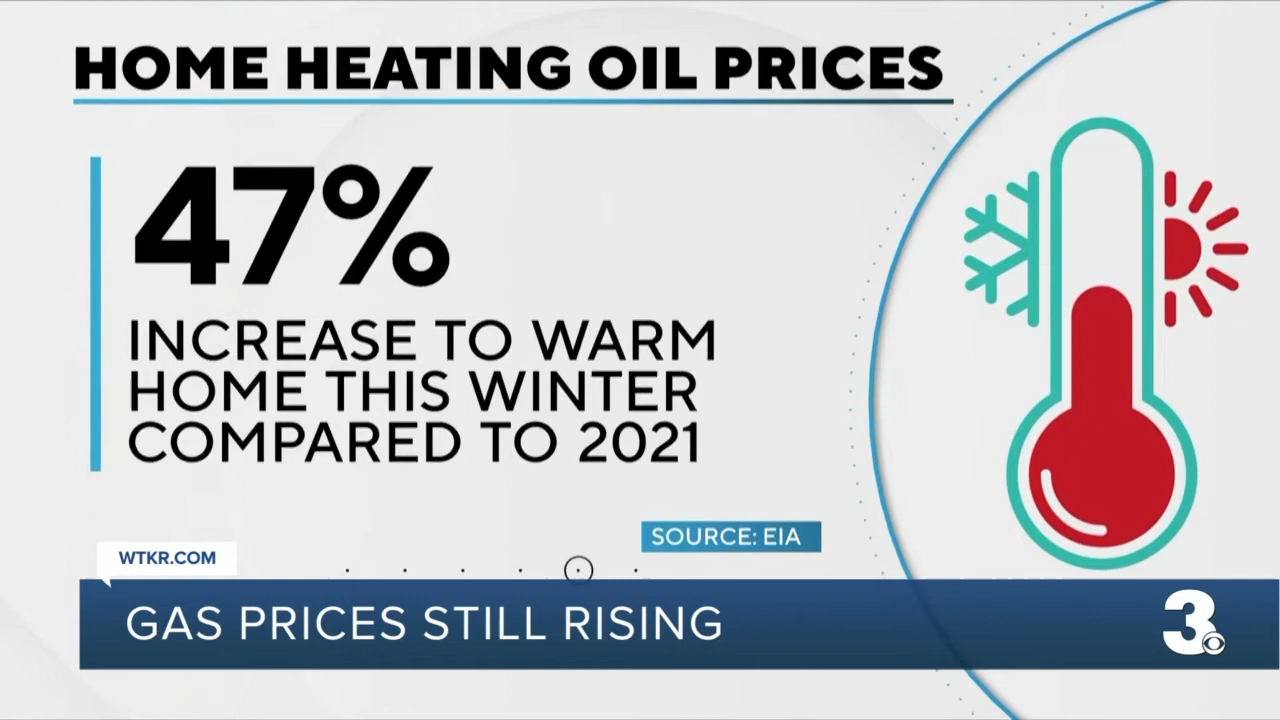 HOME HEATING OIL PRICES
47%
INCREASE TO WARM
HOME THIS WINTER
COMPARED TO 2021
SOURCE: EIA
WTKR.COM
GAS PRICES STILL RISING
3